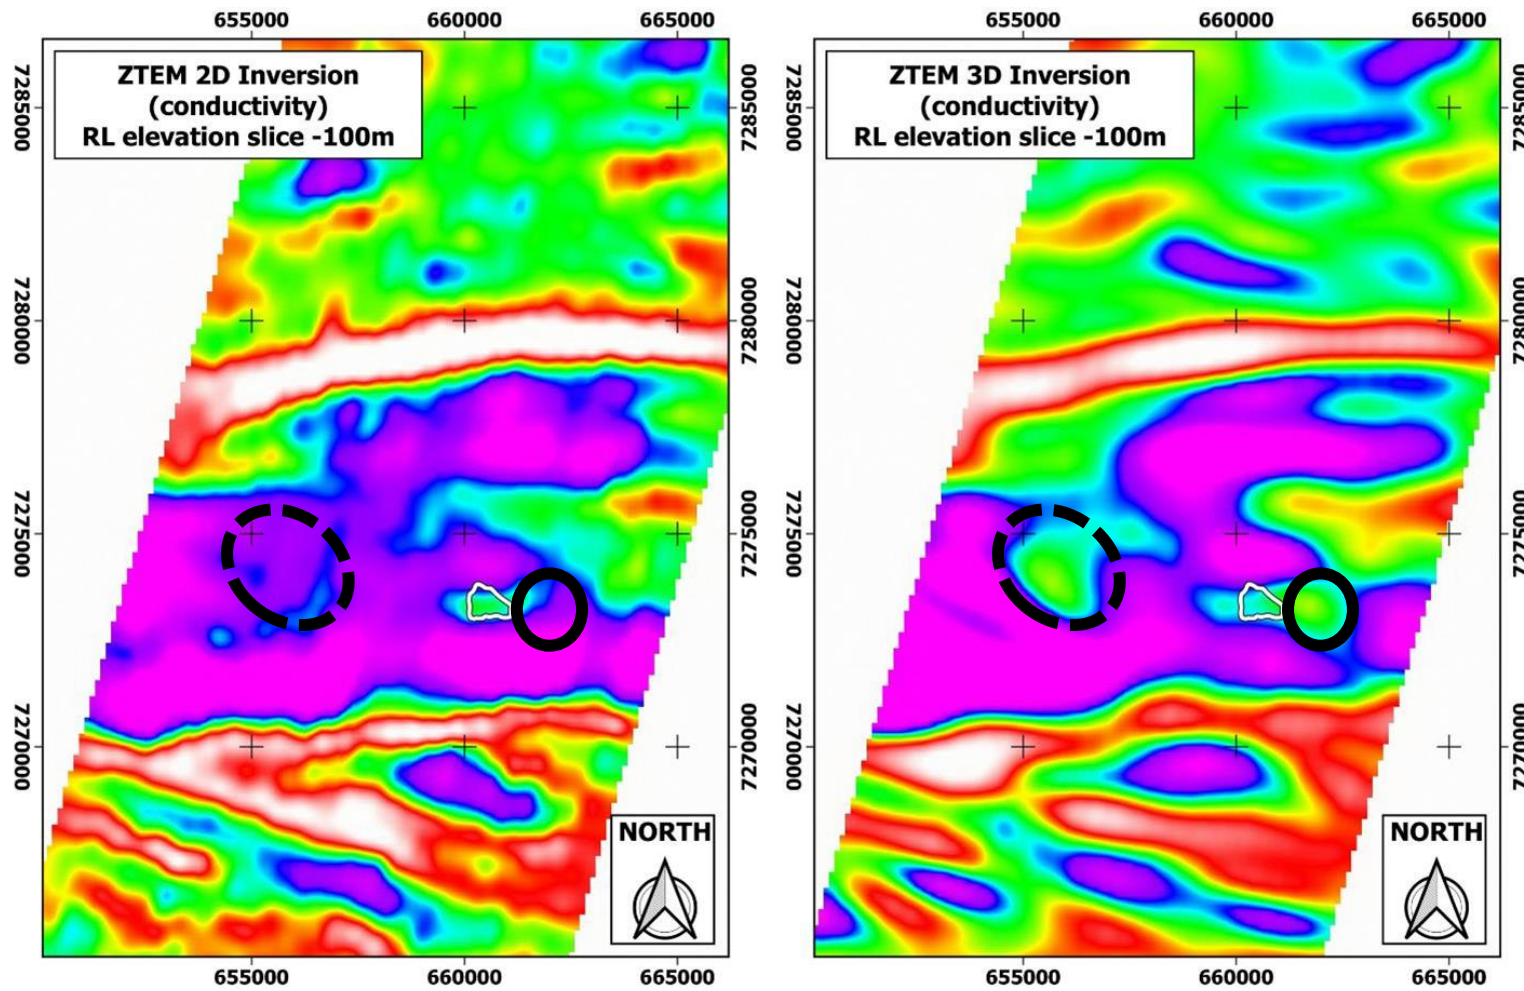 655000 660000 665000 655000 660000 665000
ZTEM 2D Inversion
(conductivity)
RL elevation slice -100m
ZTEM 3D Inversion
(conductivity)
RL elevation slice -100m
7285000 7285000 7285000 7285000
7280000 7280000 7280000 7280000
7275000 7275000 7275000 7275000
7270000 7270000 7270000 7270000
NORTH NORTH
655000 660000 665000 655000 660000 665000